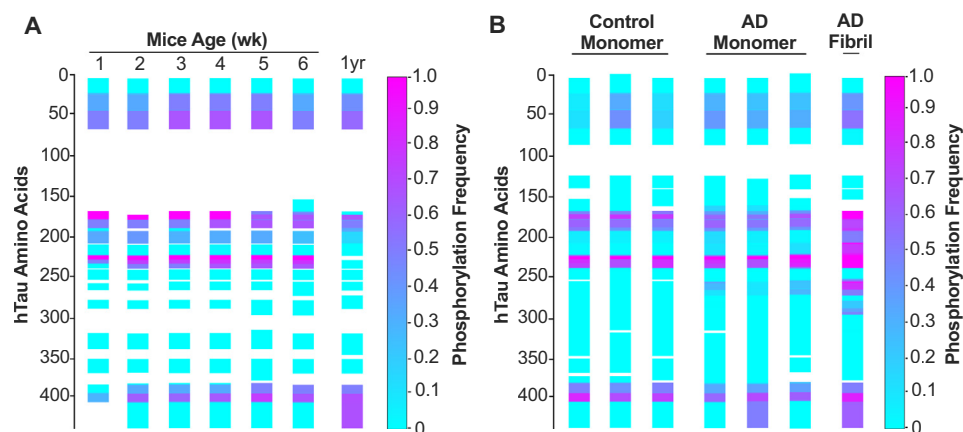 A
Mice Age (wk)
1 2 3 4 5 6 1yr
0
50
100
150
200
250
300
350
400
hTau Amino Acids
1.0
0.9
0.8
0.7
0.6
0.5
0.4
0.3
0.2
0.1
0
Phosphorylation Frequency
B
Control
Monomer
AD
Monomer
AD
Fibril
0
50
100
150
200
250
300
350
400
hTau Amino Acids
1.0
0.9
0.8
0.7
0.6
0.5
0.4
0.3
0.2
0.1
0
Phosphorylation Frequency